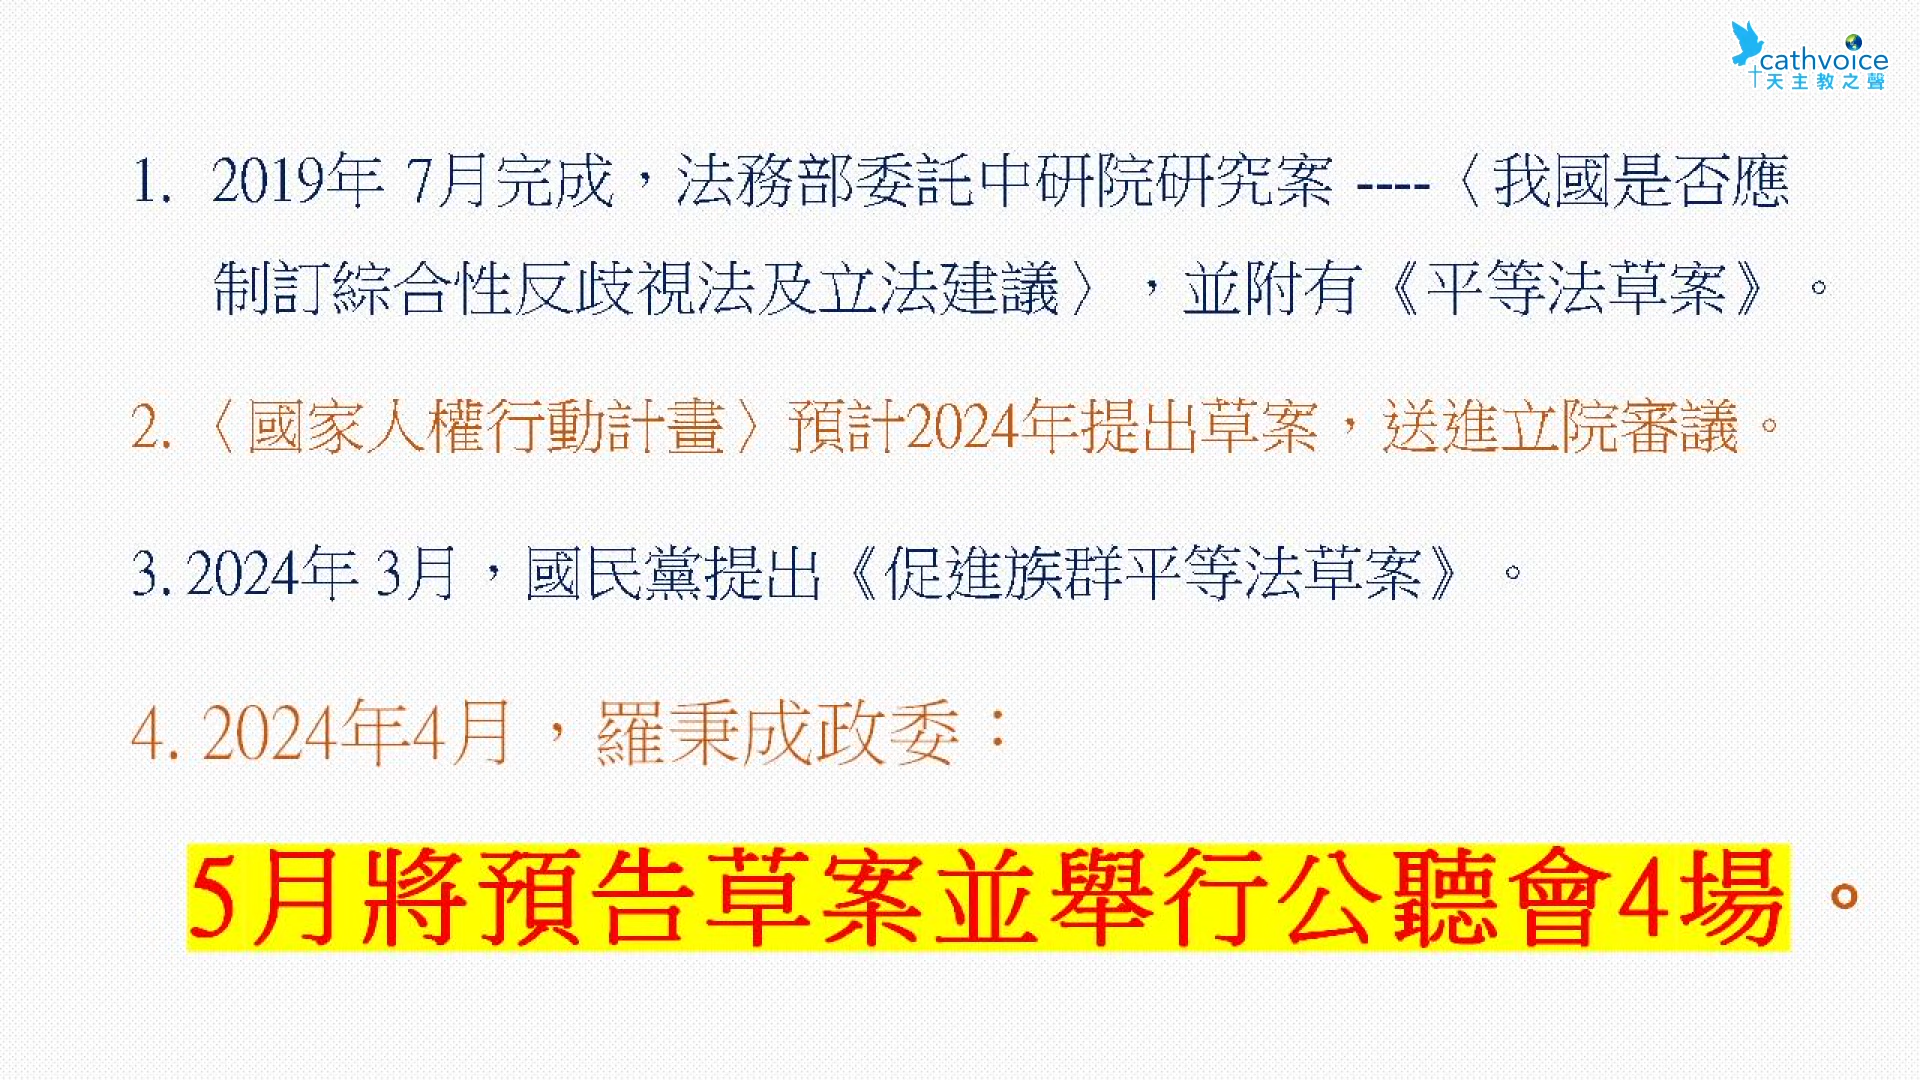 cathvoice
天主教之聲
1. 2019年 7月完成，法務部委託中研院研究案 ----〈我國是否應
制訂綜合性反歧視法及立法建議〉，並附有《平等法草案》。
2.〈國家人權行動計畫〉預計2024年提出草案，送進立院審議。
3. 2024年 3月，國民黨提出《促進族群平等法草案》。
4. 2024年4月，羅秉成政委：
5月將預告草案並舉行公聽會4場。